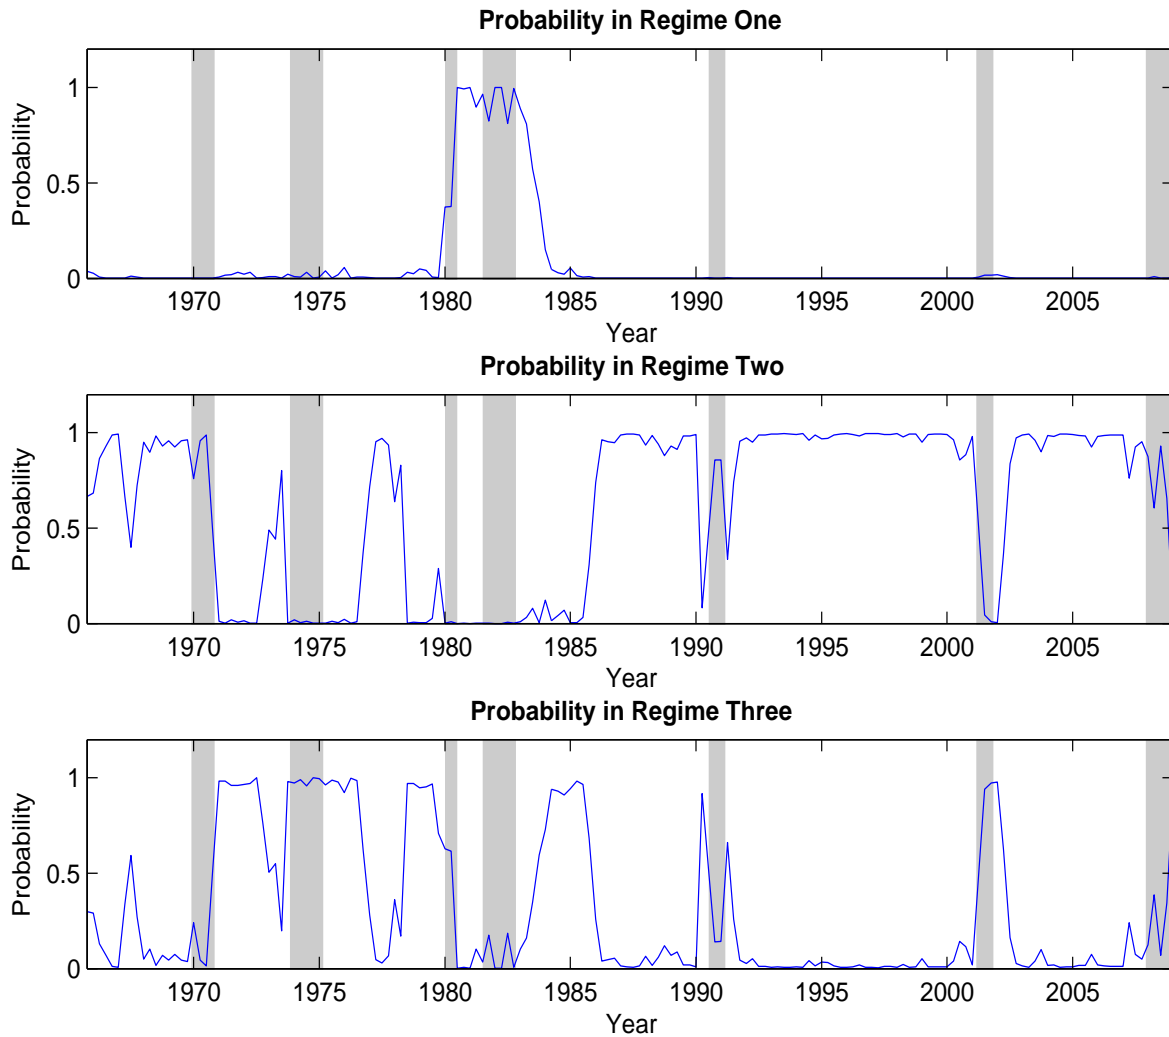 Probability in Regime One
1
0.5
0
Probability
1970 1975 1980 1985 1990 1995 2000 2005
Year
Probability in Regime Two
1
0.5
0
Probability
1970 1975 1980 1985 1990 1995 2000 2005
Year
Probability in Regime Three
1
0.5
0
Probability
1970 1975 1980 1985 1990 1995 2000 2005
Year